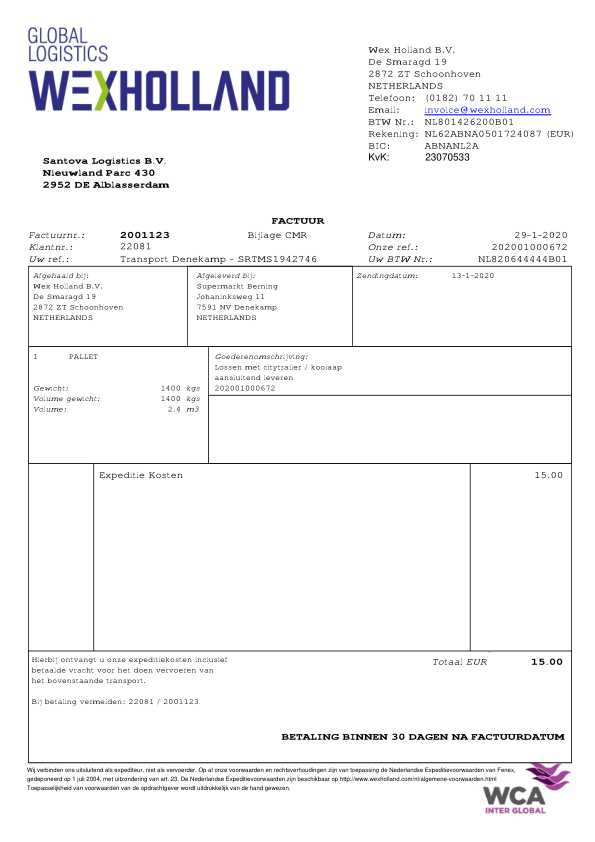 GLOBAL
LOGISTICS
WEXHOLLAND
Wex Holland B.V.
De Smaragd 19
2872 ZT Schoonhoven
NETHERLANDS
Telefoon: (0182) 70 11 11
Email: invoice@wexholland.com
BTW Nr.: NL801426200B01
Rekening: NL62ABNA0501724087 (EUR)
BIC: ABNANL2A
KvK: 23070533
Santova Logistics B.V.
Nieuwland Parc 430
2952 DE Alblasserdam
FACTUUR
Factuurnr.: 2001123 Bijlage CMR Datum: 29-1-2020
Klantnr.: 22081 Onze ref.: 202001000672
Uw ref.: Transport Denekamp - SRTMS1942746 Uw BTW Nr.: NL820644444B01
Afgehaald bij:
Wex Holland B.V.
De Smaragd 19
2872 ZT Schoonhoven
NETHERLANDS
Afgeleverd bij:
Supermarkt Berning
Johaninksweg 11
7591 NV Denekamp
NETHERLANDS
Zendingdatum: 13-1-2020
1 PALLET
Gewicht: 1400 kgs
Volume gewicht: 1400 kgs
Volume: 2.4 m3
Goederenomschrijving:
Lossen met citytrailer / koolaap
aansluitend leveren
202001000672
Expeditie Kosten 15.00
Hierbij ontvangt u onze expeditiekosten inclusief
betaalde vracht voor het doen vervoeren van
het bovenstaande transport.
Bij betaling vermelden: 22081 / 2001123
Totaal EUR 15.00
BETALING BINNEN 30 DAGEN NA FACTUURDATUM
Wij verbinden ons uitsluitend als expediteur, niet als vervoerder. Op al onze voorwaarden en rechtsverhoudingen zijn van toepassing de Nederlandse Expeditievoorwaarden van Fenex,
gedeponeerd op 1 juli 2004, met uitzondering van art. 23. De Nederlandse Expeditievoorwaarden zijn beschikbaar op http://www.wexholland.com/nl/algemene-voorwaarden.html
Toepasselijkheid van voorwaarden van de opdrachtgever wordt uitdrukkelijk van de hand gewezen.
WCA
INTER GLOBAL